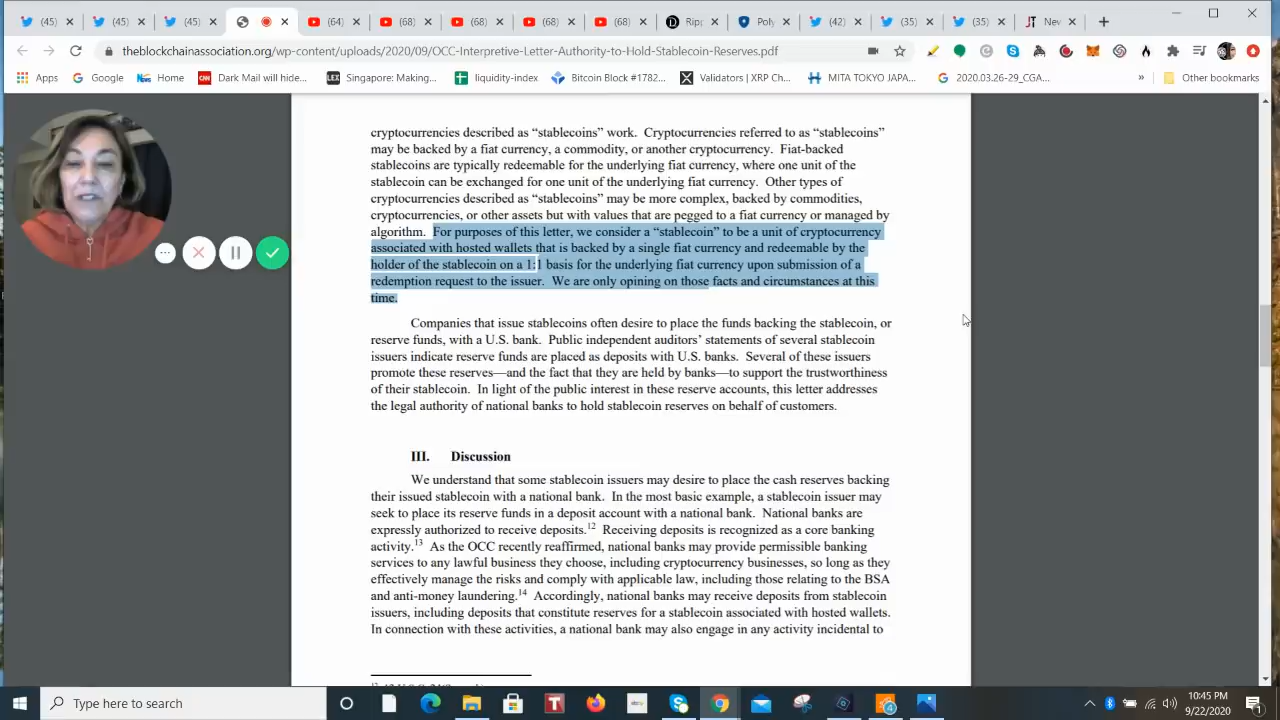 (45)
(45)
(45)
(64)
(68)
(68)
(68)
(68)
Rip
Poly
(42)
(35)
(35)
Nev
theblockchainassociation.org/wp-content/uploads/2020/09/OCC-Interpretive-Letter-Authority-to-Hold-Stablecoin-Reserves.pdf
Apps
Google
Home
Dark Mail will hide...
Singapore: Making...
liquidity-index
Bitcoin Block #1782...
Validators | XRP Ch...
MITA TOKYO JAPA...
2020.03.26-29_CGA...
»
Other bookmarks
cryptocurrencies described as “stablecoins” work. Cryptocurrencies referred to as “stablecoins”
may be backed by a fiat currency, a commodity, or another cryptocurrency. Fiat-backed
stablecoins are typically redeemable for the underlying fiat currency, where one unit of the
stablecoin can be exchanged for one unit of the underlying fiat currency. Other types of
cryptocurrencies described as “stablecoins” may be more complex, backed by commodities,
cryptocurrencies, or other assets but with values that are pegged to a fiat currency or managed by
algorithm. For purposes of this letter, we consider a “stablecoin” to be a unit of cryptocurrency
associated with hosted wallets that is backed by a single fiat currency and redeemable by the
holder of the stablecoin on a 1:1 basis for the underlying fiat currency upon submission of a
redemption request to the issuer. We are only opining on those facts and circumstances at this
time.
Companies that issue stablecoins often desire to place the funds backing the stablecoin, or
reserve funds, with a U.S. bank. Public independent auditors’ statements of several stablecoin
issuers indicate reserve funds are placed as deposits with U.S. banks. Several of these issuers
promote these reserves—and the fact that they are held by banks—to support the trustworthiness
of their stablecoin. In light of the public interest in these reserve accounts, this letter addresses
the legal authority of national banks to hold stablecoin reserves on behalf of customers.
III. Discussion
We understand that some stablecoin issuers may desire to place the cash reserves backing
their issued stablecoin with a national bank. In the most basic example, a stablecoin issuer may
seek to place its reserve funds in a deposit account with a national bank. National banks are
expressly authorized to receive deposits.12 Receiving deposits is recognized as a core banking
activity.13 As the OCC recently reaffirmed, national banks may provide permissible banking
services to any lawful business they choose, including cryptocurrency businesses, so long as they
effectively manage the risks and comply with applicable law, including those relating to the BSA
and anti-money laundering.14 Accordingly, national banks may receive deposits from stablecoin
issuers, including deposits that constitute reserves for a stablecoin associated with hosted wallets.
In connection with these activities, a national bank may also engage in any activity incidental to
Type here to search
10:45 PM
9/22/2020